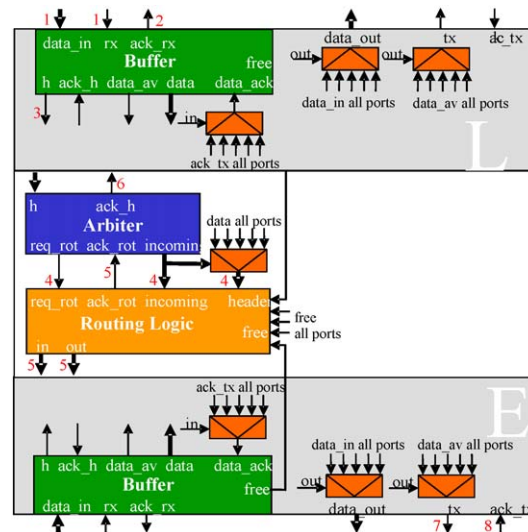 1 1 2
data_in rx ack_rx
Buffer
free
h ack_h data_av data data_ack
3
in
ack_tx all ports
data_out tx ac_tx
out out
data_in all ports data_av all ports
L
6
h ack_h
Arbiter
req_rot ack_rot incoming
data all ports
4 5 4 4
req_rot ack_rot incoming header
Routing Logic
free
free
all ports
in out
5 5
ack_tx all ports
in
E
h ack_h data_av data data_ack
Buffer
free
data_in rx ack_rx
data_in all ports data_av all ports
out out
data_out tx ack_t
7 8